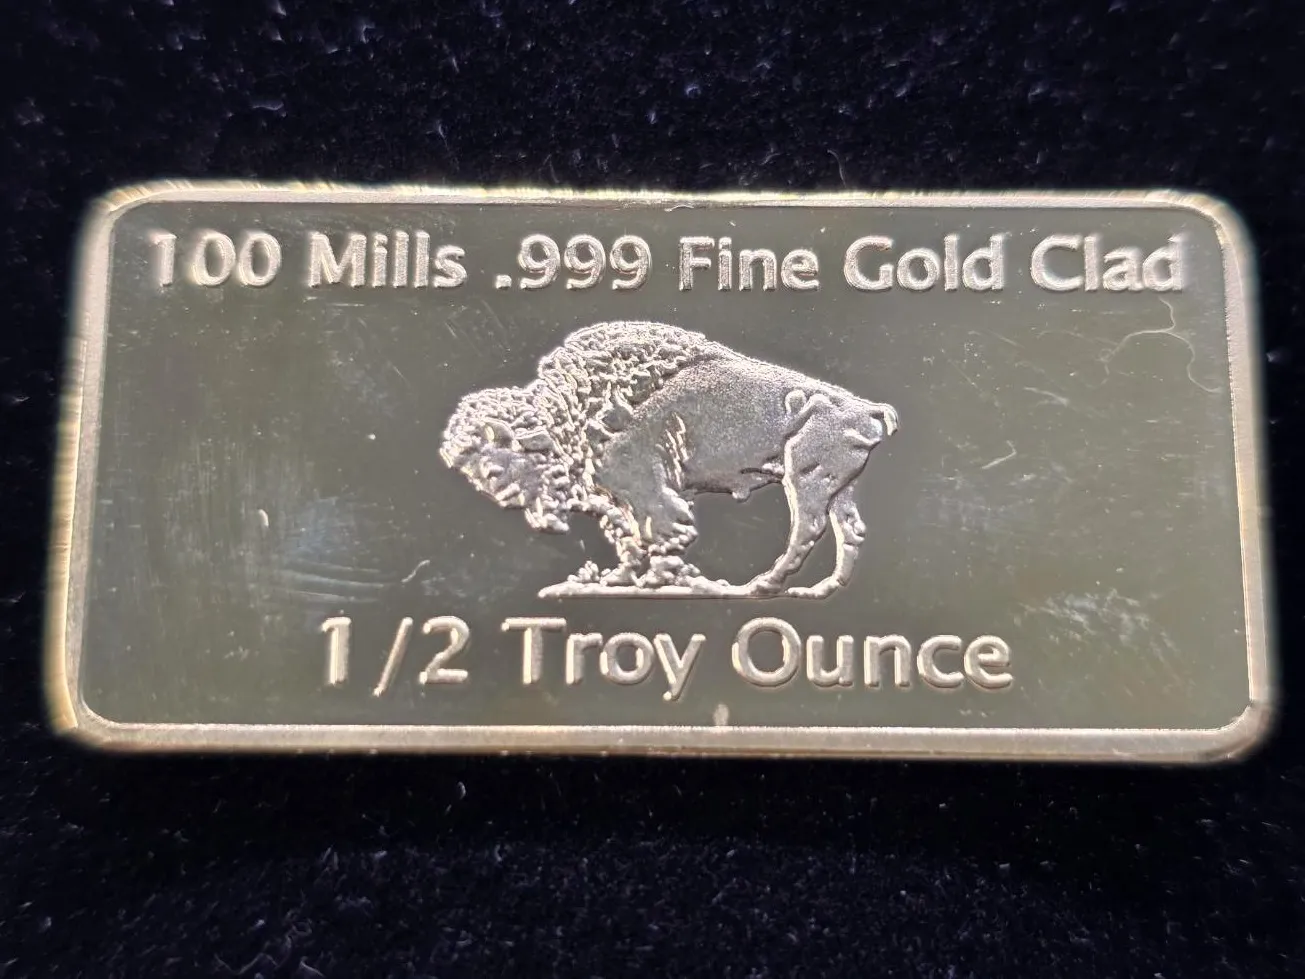 100 Mills .999 Fine Gold Clad
1/2 Troy Ounce